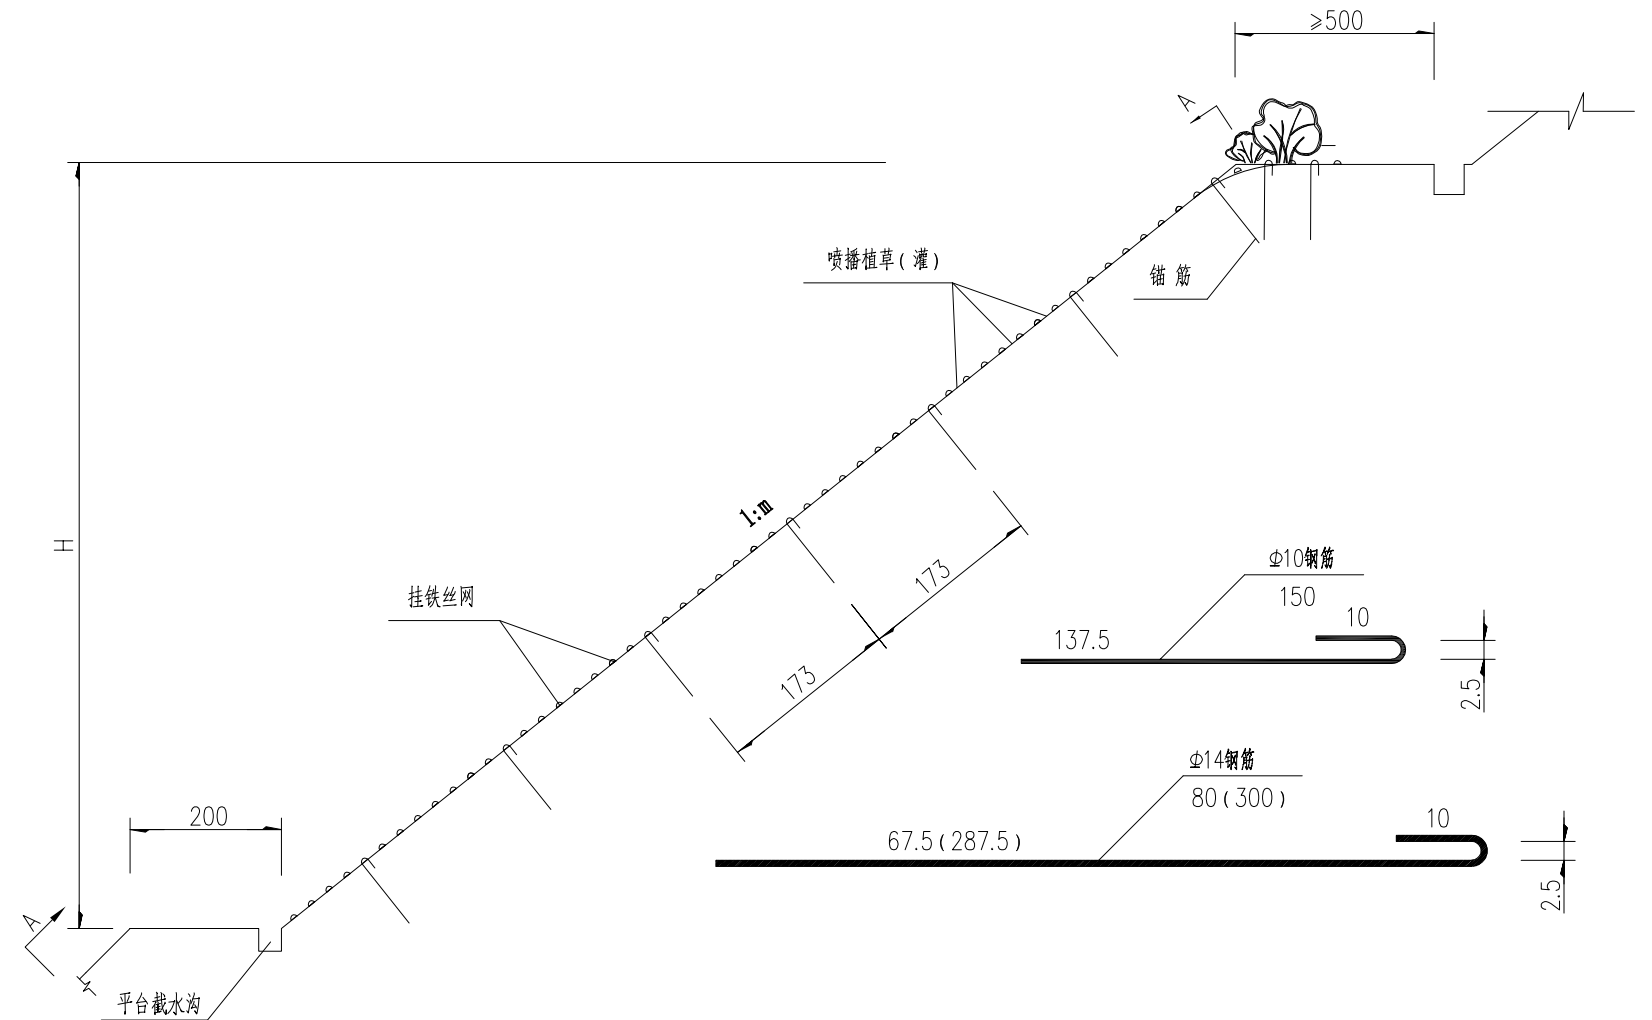 ≥500
A
喷播植草(灌)
锚 筋
1:m
H
173
173
挂铁丝网
Φ10钢筋
150
10
137.5
2.5
Φ14钢筋
80(300)
10
67.5(287.5)
2.5
200
A
平台截水沟